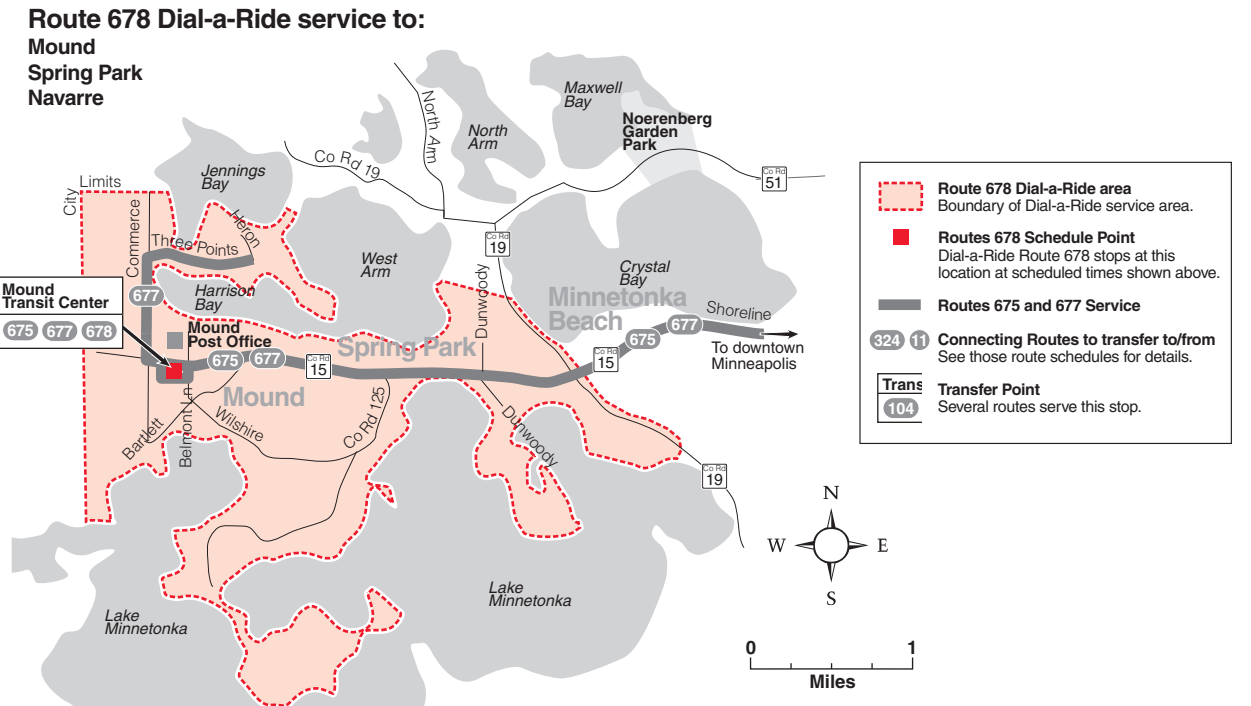 Route 678 Dial-a-Ride service to:
Mound
Spring Park
Navarre
Maxwell
Bay
Noerenberg
Garden
Park
North Arm
North
Arm
Co Rd 19
Co Rd
51
Jennings
Bay
City Limits
Commerce
Heron
Three Points
West
Arm
Co Rd
19
Dunwoody
Crystal
Bay
Minnetonka
Beach
Shoreline
Harrison
Bay
677
Mound
Transit Center
675 677 678
Mound
Post Office
675 677
Co Rd
15
Spring Park
Co Rd
15
675
677
To downtown
Minneapolis
Mound
Bartlett
Belmont Ln
Wilshire
Co Rd 125
Dunwoody
Co Rd
19
Lake
Minnetonka
Lake
Minnetonka
Route 678 Dial-a-Ride area
Boundary of Dial-a-Ride service area.
Routes 678 Schedule Point
Dial-a-Ride Route 678 stops at this
location at scheduled times shown above.
Routes 675 and 677 Service
324 11
Connecting Routes to transfer to/from
See those route schedules for details.
Trans
104
Transfer Point
Several routes serve this stop.
N
W E
S
0 1
Miles